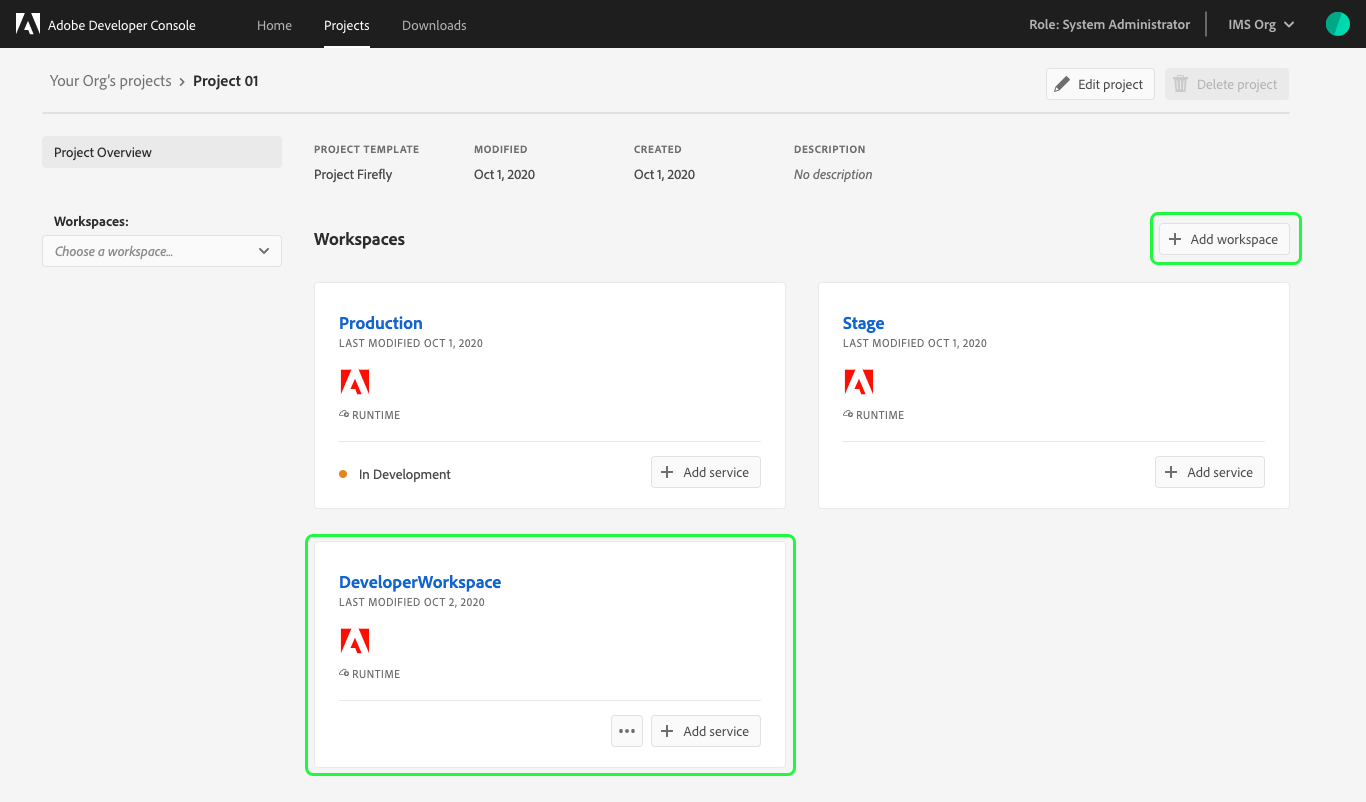 Adobe Developer Console
Home
Projects
Downloads
Role: System Administrator
IMS Org
Your Org's projects > Project 01
Edit project
Delete project
Project Overview
Workspaces:
Choose a workspace...
PROJECT TEMPLATE
Project Firefly
MODIFIED
Oct 1, 2020
CREATED
Oct 1, 2020
DESCRIPTION
No description
Workspaces
Add workspace
Production
LAST MODIFIED OCT 1, 2020
RUNTIME
In Development
Add service
Stage
LAST MODIFIED OCT 1, 2020
RUNTIME
Add service
DeveloperWorkspace
LAST MODIFIED OCT 2, 2020
RUNTIME
Add service